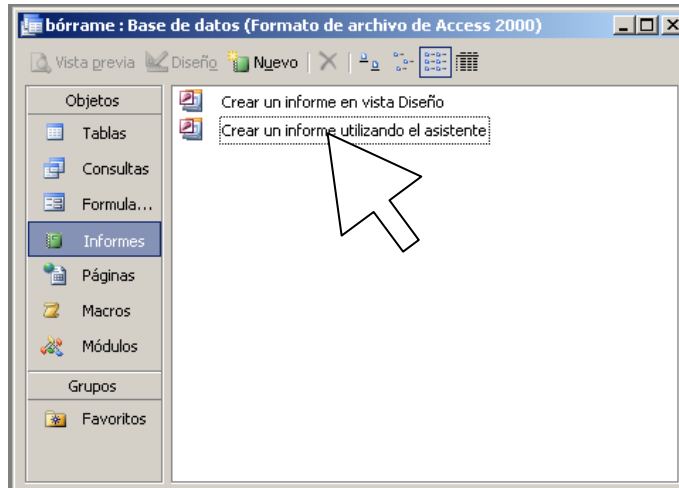 bórrame : Base de datos (Formato de archivo de Access 2000)
Vista previa Diseño Nuevo
Objetos
Tablas
Consultas
Formula...
Informes
Páginas
Macros
Módulos
Grupos
Favoritos
Crear un informe en vista Diseño
Crear un informe utilizando el asistente